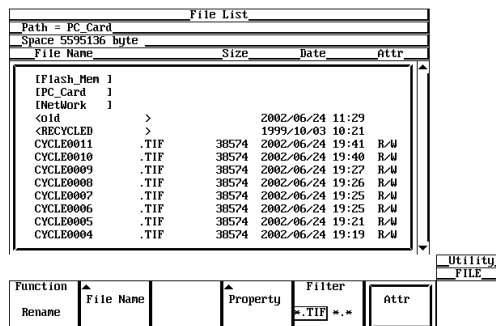 File List
Path = PC_Card
Space 5595136 byte
File Name Size Date Attr
[Flash_Mem ]
[PC_Card ]
[NetWork ]
<old > 2002/06/24 11:29
<RECYCLED > 1999/10/03 10:21
CYCLE0011 .TIF 38574 2002/06/24 19:41 R/W
CYCLE0010 .TIF 38574 2002/06/24 19:40 R/W
CYCLE0009 .TIF 38574 2002/06/24 19:27 R/W
CYCLE0008 .TIF 38574 2002/06/24 19:26 R/W
CYCLE0007 .TIF 38574 2002/06/24 19:25 R/W
CYCLE0006 .TIF 38574 2002/06/24 19:25 R/W
CYCLE0005 .TIF 38574 2002/06/24 19:21 R/W
CYCLE0004 .TIF 38574 2002/06/24 19:19 R/W
Utility
FILE
Function Filter
File Name Property Attr
Rename *.TIF *.*